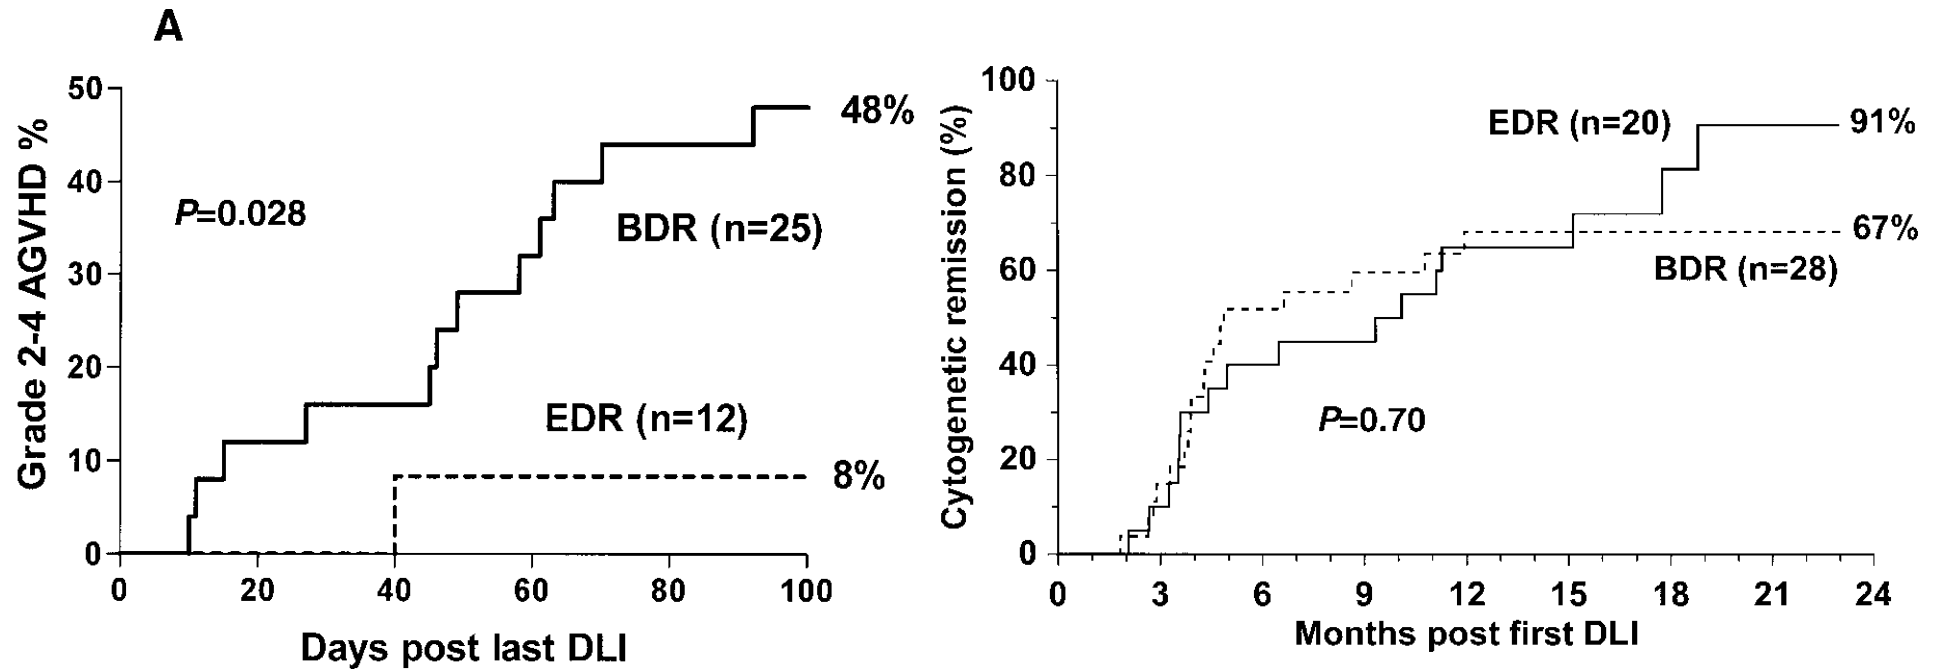 A
Grade 2-4 AGVHD %
50
40
30
20
10
0
P=0.028
48%
BDR (n=25)
EDR (n=12)
8%
0 20 40 60 80 100
Days post last DLI
Cytogenetic remission (%)
100
80
60
40
20
0
EDR (n=20)
91%
67%
BDR (n=28)
P=0.70
0 3 6 9 12 15 18 21 24
Months post first DLI